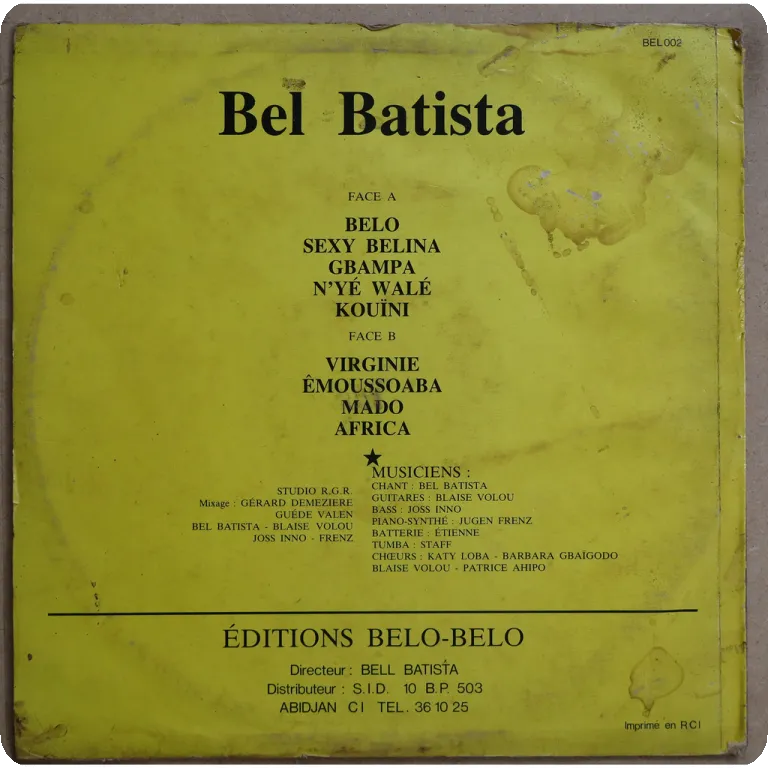 BEL 002
Bel Batista
FACE A
BELO
SEXY BELINA
GBAMPA
N'YÉ WALÉ
KOUÏNI
FACE B
VIRGINIE
ÊMOUSSOABA
MADO
AFRICA
STUDIO R.G.R.
Mixage : GÉRARD DEMEZIERE
GUÉDE VALEN
BEL BATISTA - BLAISE VOLOU
JOSS INNO - FRENZ
MUSICIENS :
CHANT : BEL BATISTA
GUITARES : BLAISE VOLOU
BASS : JOSS INNO
PIANO-SYNTHÉ : JUGEN FRENZ
BATTERIE : ÉTIENNE
TUMBA : STAFF
CHŒURS : KATY LOBA - BARBARA GBAÏGODO
BLAISE VOLOU - PATRICE AHIPO
ÉDITIONS BELO-BELO
Directeur : BELL BATISTA
Distributeur : S.I.D. 10 B.P. 503
ABIDJAN C I TEL. 36 10 25
Imprimé en R.C I